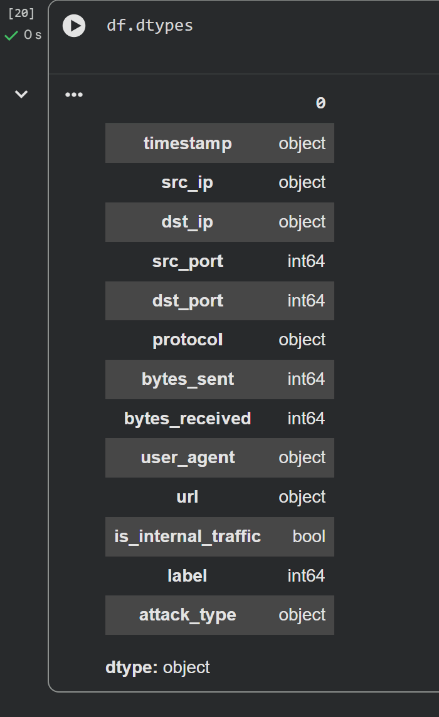 [20]
0 s
df.dtypes
0
timestamp object
src_ip object
dst_ip object
src_port int64
dst_port int64
protocol object
bytes_sent int64
bytes_received int64
user_agent object
url object
is_internal_traffic bool
label int64
attack_type object
dtype: object